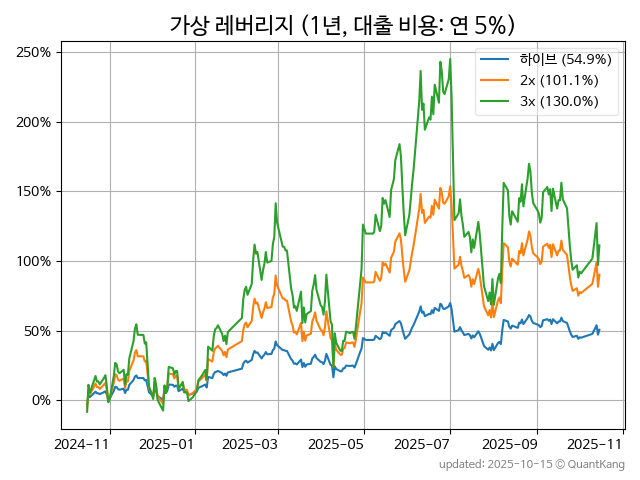 가상 레버리지 (1년, 대출 비용: 연 5%)
250%
200%
150%
100%
50%
0%
하이브 (54.9%)
2x (101.1%)
3x (130.0%)
2024-11
2025-01
2025-03
2025-05
2025-07
2025-09
2025-11
updated: 2025-10-15 © QuantKang